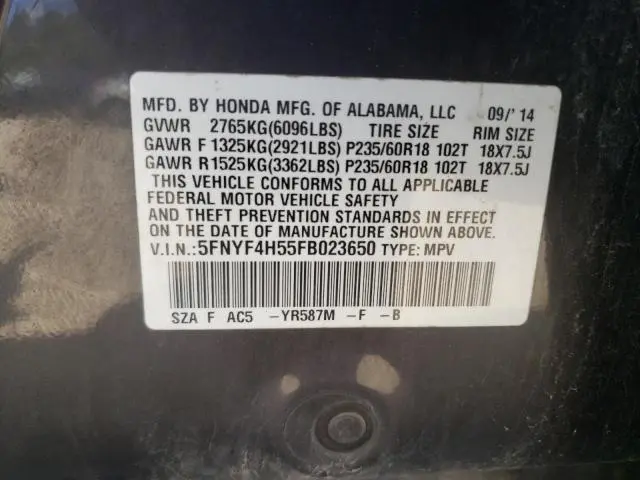 MFD. BY HONDA MFG. OF ALABAMA, LLC 09/'14
GVWR 2765KG(6096LBS) TIRE SIZE RIM SIZE
GAWR F 1325KG(2921LBS) P235/60R18 102T 18X7.5J
GAWR R1525KG(3362LBS) P235/60R18 102T 18X7.5J
THIS VEHICLE CONFORMS TO ALL APPLICABLE
FEDERAL MOTOR VEHICLE SAFETY
AND THEFT PREVENTION STANDARDS IN EFFECT
ON THE DATE OF MANUFACTURE SHOWN ABOVE.
V.I.N.:5FNYF4H55FB023650 TYPE: MPV
SZA F AC5 -YR587M -F -B